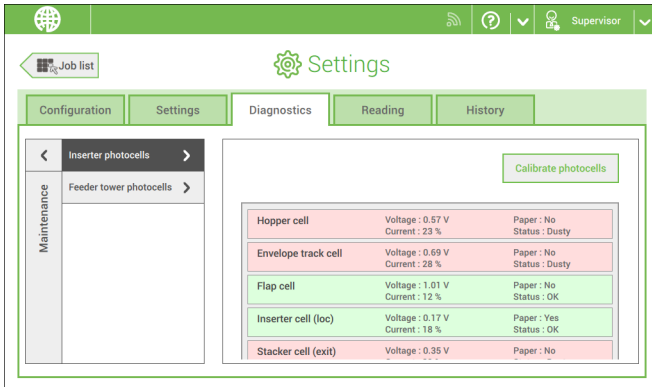 Supervisor
Job list
Settings
Configuration
Settings
Diagnostics
Reading
History
Maintenance
Inserter photocells
Feeder tower photocells
Calibrate photocells
Hopper cell
Voltage : 0.57 V
Paper : No
Current : 23 %
Status : Dusty
Envelope track cell
Voltage : 0.69 V
Paper : No
Current : 28 %
Status : Dusty
Flap cell
Voltage : 1.01 V
Paper : No
Current : 12 %
Status : OK
Inserter cell (loc)
Voltage : 0.17 V
Paper : Yes
Current : 18 %
Status : OK
Stacker cell (exit)
Voltage : 0.35 V
Paper : No